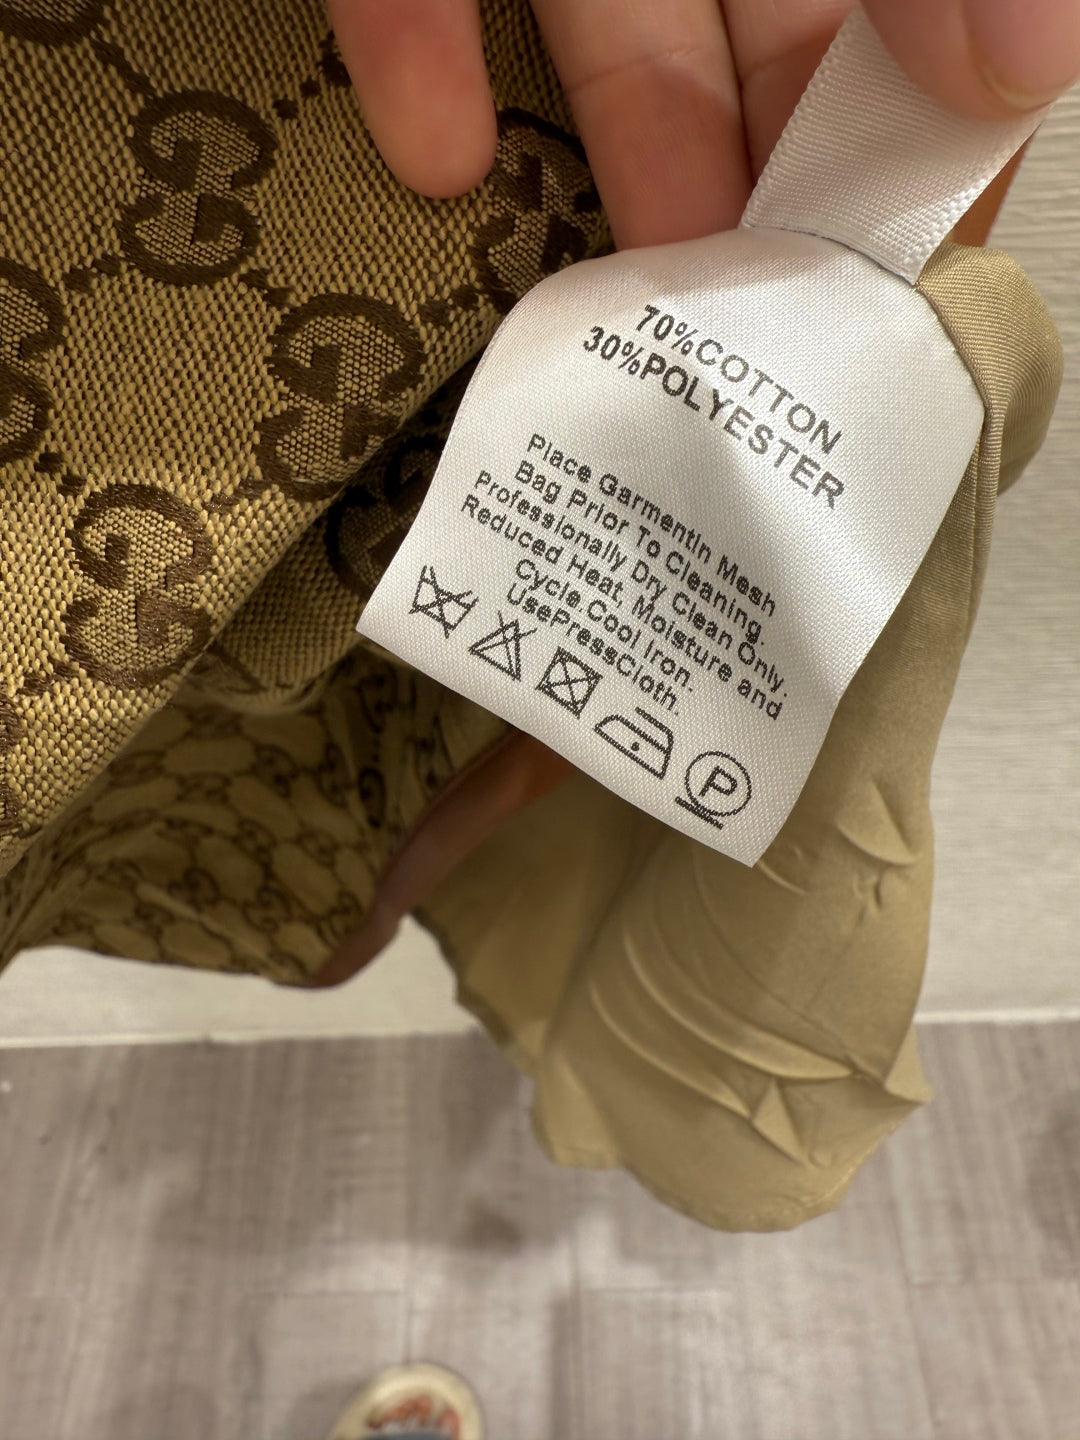 70%COTTON
30%POLYESTER
Place GarmentIn Mesh
Bag Prior To Cleaning.
Professionally Dry Clean Only.
Reduced Heat, Moisture and
Cycle.Cool Iron.
UsePressCloth.
P